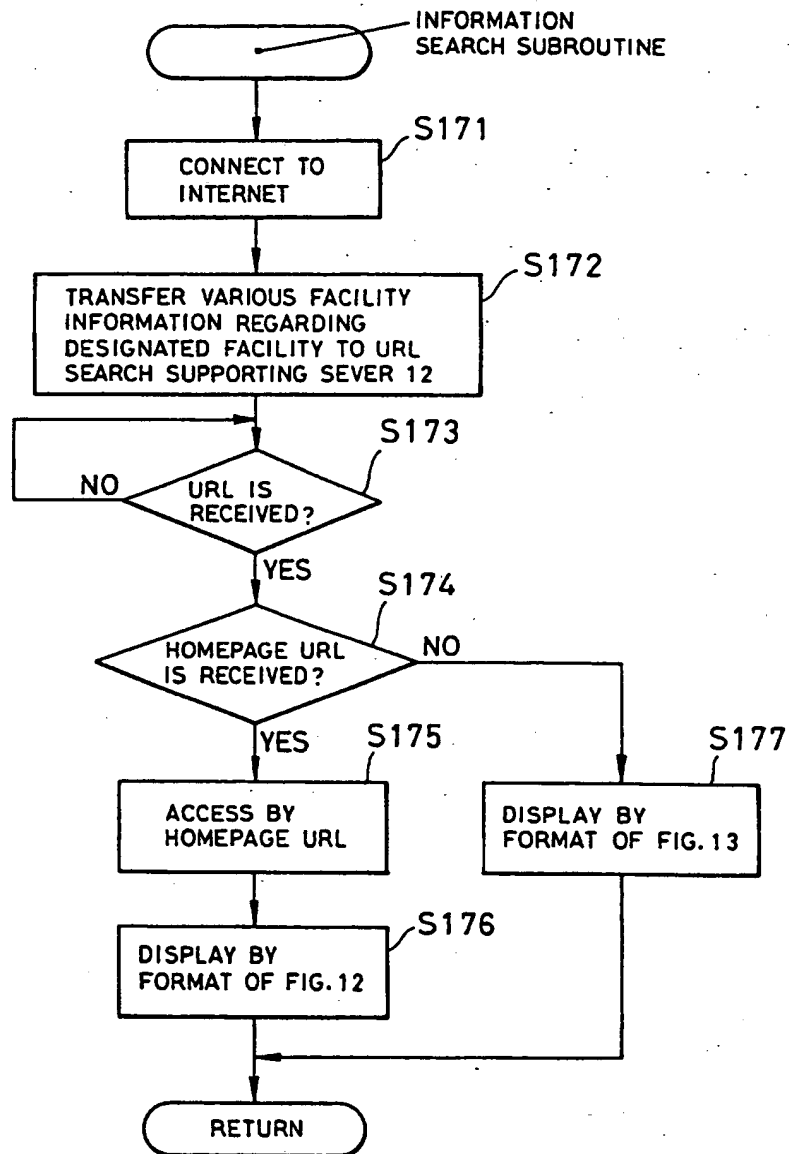 INFORMATION
SEARCH SUBROUTINE
S171
CONNECT TO
INTERNET
S172
TRANSFER VARIOUS FACILITY
INFORMATION REGARDING
DESIGNATED FACILITY TO URL
SEARCH SUPPORTING SEVER 12
S173
NO
URL IS
RECEIVED?
YES
S174
HOMEPAGE URL
IS RECEIVED?
NO
YES
S175
ACCESS BY
HOMEPAGE URL
S177
DISPLAY BY
FORMAT OF FIG.13
S176
DISPLAY BY
FORMAT OF FIG.12
RETURN